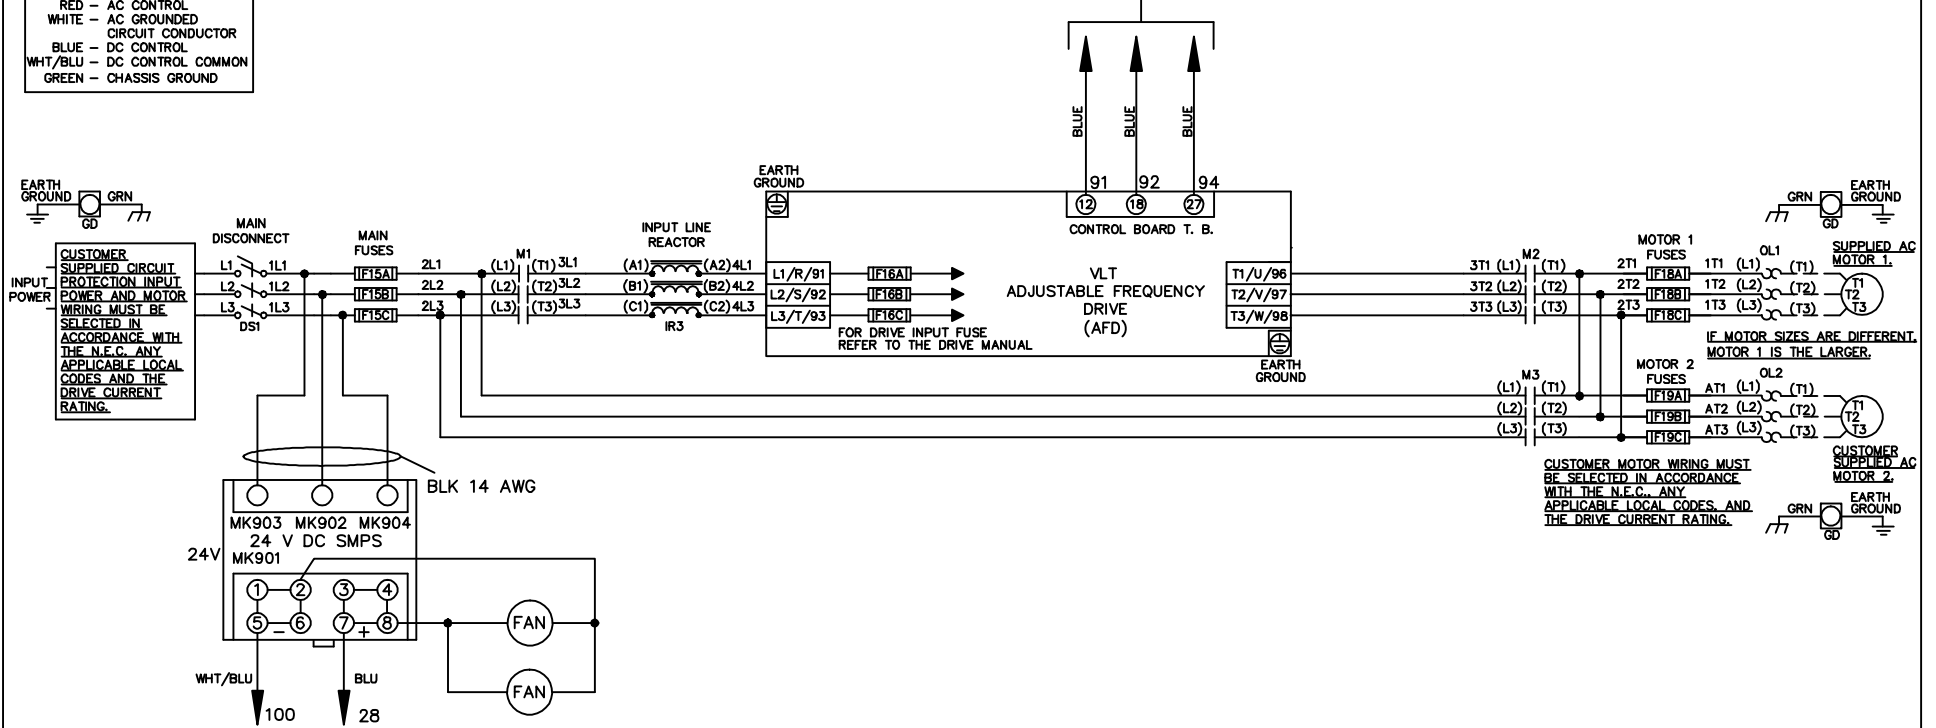 RED – AC CONTROL
WHITE – AC GROUNDED
CIRCUIT CONDUCTOR
BLUE – DC CONTROL
WHT/BLU – DC CONTROL COMMON
GREEN – CHASSIS GROUND
BLUE
BLUE
BLUE
91 92 94
12 18 27
CONTROL BOARD T. B.
EARTH
GROUND
GRN
GD
CUSTOMER
SUPPLIED CIRCUIT
PROTECTION INPUT
POWER AND MOTOR
WIRING MUST BE
SELECTED IN
ACCORDANCE WITH
THE N.E.C. ANY
APPLICABLE LOCAL
CODES AND THE
DRIVE CURRENT
RATING.
INPUT
POWER
MAIN
DISCONNECT
L1 1L1
L2 1L2
L3 1L3
DS1
MAIN
FUSES
F15A 2L1
F15B 2L2
F15C 2L3
M1
(L1) (T1) 3L1
(L2) (T2) 3L2
(L3) (T3) 3L3
INPUT LINE
REACTOR
(A1) (A2) 4L1
(B1) (B2) 4L2
(C1) (C2) 4L3
IR3
EARTH
GROUND
L1/R/91 F16A
L2/S/92 F16B
L3/T/93 F16C
FOR DRIVE INPUT FUSE
REFER TO THE DRIVE MANUAL
VLT
ADJUSTABLE FREQUENCY
DRIVE
(AFD)
T1/U/96
T2/V/97
T3/W/98
EARTH
GROUND
M2
3T1 (L1) (T1)
3T2 (L2) (T2)
3T3 (L3) (T3)
MOTOR 1
FUSES
2T1 F18A 1T1
2T2 F18B 1T2
2T3 F18C 1T3
OL1
(L1) (T1)
(L2) (T2)
(L3) (T3)
GRN
GD
EARTH
GROUND
SUPPLIED AC
MOTOR 1.
T1
T2
T3
IF MOTOR SIZES ARE DIFFERENT,
MOTOR 1 IS THE LARGER.
M3
(L1) (T1)
(L2) (T2)
(L3) (T3)
MOTOR 2
FUSES
F19A AT1
F19B AT2
F19C AT3
OL2
(L1) (T1)
(L2) (T2)
(L3) (T3)
T1
T2
T3
CUSTOMER
SUPPLIED AC
MOTOR 2.
CUSTOMER MOTOR WIRING MUST
BE SELECTED IN ACCORDANCE
WITH THE N.E.C., ANY
APPLICABLE LOCAL CODES, AND
THE DRIVE CURRENT RATING.
GRN
GD
EARTH
GROUND
BLK 14 AWG
MK903 MK902 MK904
24 V DC SMPS
24V
MK901
1 2 3 4
5 – 6 7 + 8
FAN
FAN
WHT/BLU
BLU
100
28